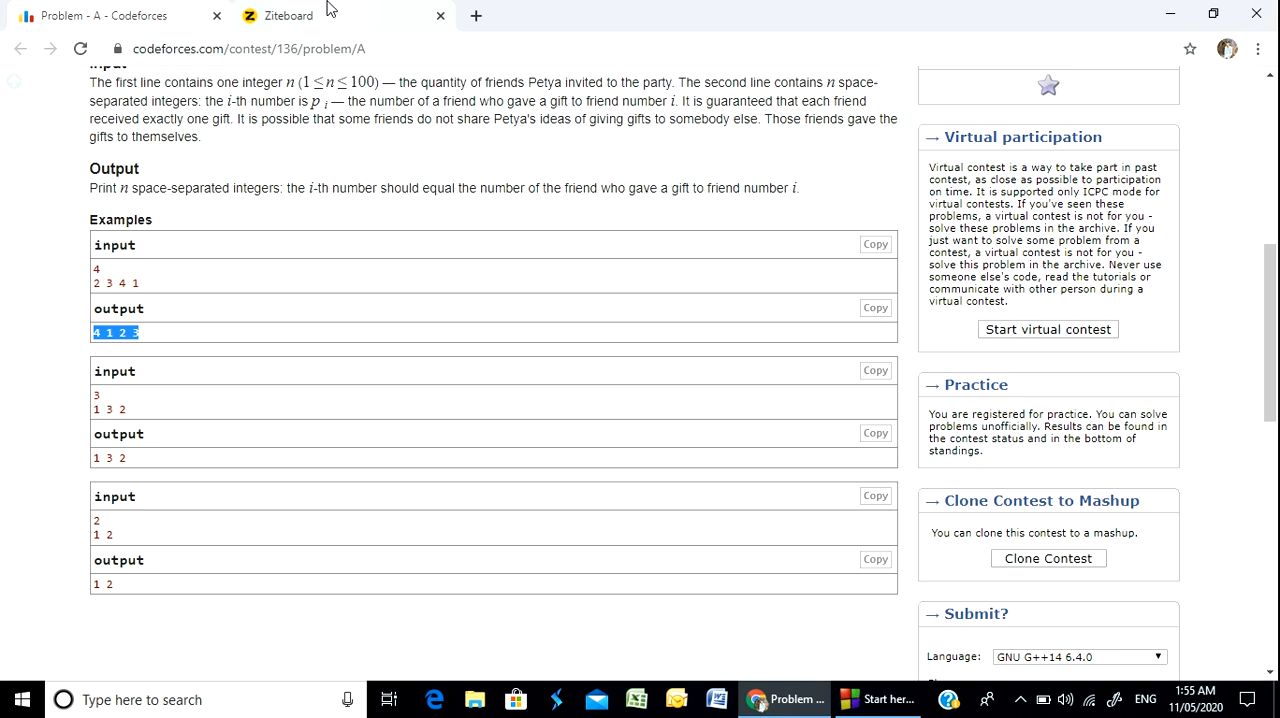 Problem - A - Codeforces
Ziteboard
codeforces.com/contest/136/problem/A
Input
The first line contains one integer n (1 ≤ n ≤ 100) — the quantity of friends Petya invited to the party. The second line contains n space-
separated integers: the i-th number is p i — the number of a friend who gave a gift to friend number i. It is guaranteed that each friend
received exactly one gift. It is possible that some friends do not share Petya's ideas of giving gifts to somebody else. Those friends gave the
gifts to themselves.
Output
Print n space-separated integers: the i-th number should equal the number of the friend who gave a gift to friend number i.
Examples
input
Copy
4
2 3 4 1
output
Copy
4 1 2 3
input
Copy
3
1 3 2
output
Copy
1 3 2
input
Copy
2
1 2
output
Copy
1 2
→ Virtual participation
Virtual contest is a way to take part in past
contest, as close as possible to participation
on time. It is supported only ICPC mode for
virtual contests. If you've seen these
problems, a virtual contest is not for you -
solve these problems in the archive. If you
just want to solve some problem from a
contest, a virtual contest is not for you -
solve this problem in the archive. Never use
someone else's code, read the tutorials or
communicate with other person during a
virtual contest.
Start virtual contest
→ Practice
You are registered for practice. You can solve
problems unofficially. Results can be found in
the contest status and in the bottom of
standings.
→ Clone Contest to Mashup
You can clone this contest to a mashup.
Clone Contest
→ Submit?
Language:
GNU G++14 6.4.0
Type here to search
Problem ...
Start her...
ENG
1:55 AM
11/05/2020